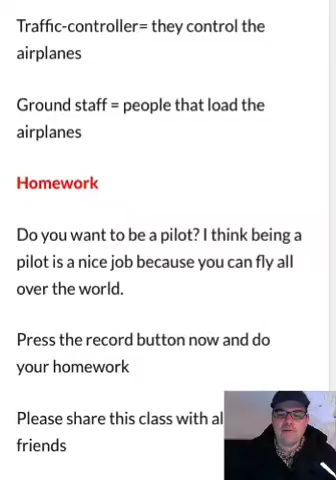 Traffic-controller= they control the
airplanes
Ground staff = people that load the
airplanes
Homework
Do you want to be a pilot? I think being a
pilot is a nice job because you can fly all
over the world.
Press the record button now and do
your homework
Please share this class with al
friends